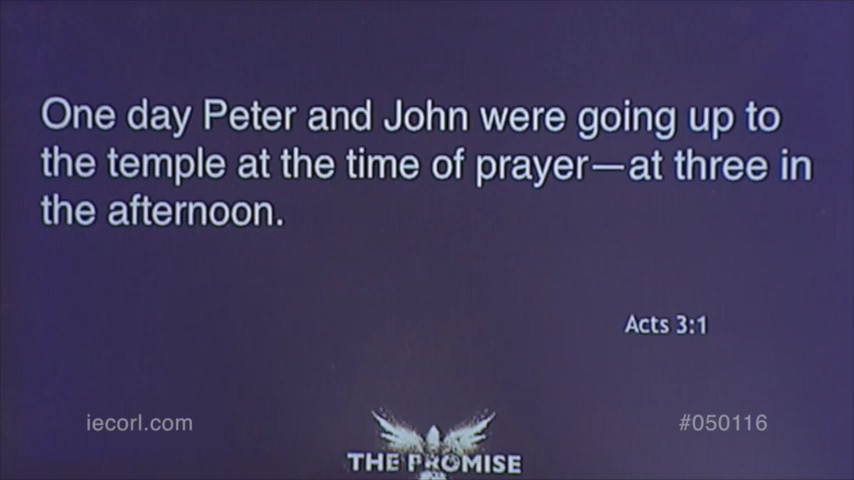 One day Peter and John were going up to
the temple at the time of prayer—at three in
the afternoon.
Acts 3:1
iecorl.com
#050116
THE PROMISE